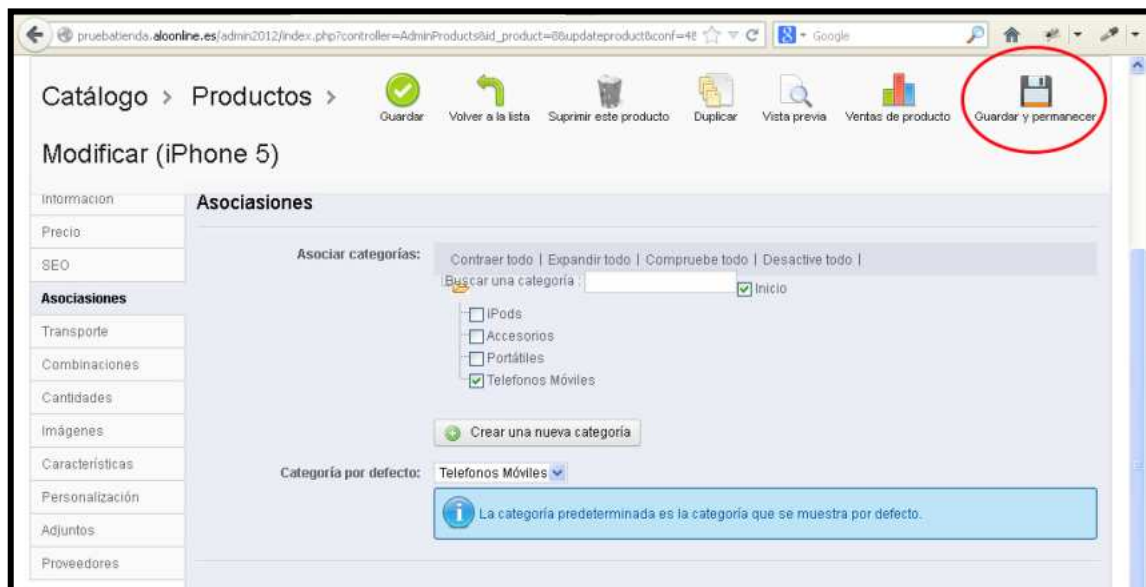 pruebatienda.aloonline.es/admin2012/index.php?controller=AdminProducts&id_product=8&updateproduct&conf=4&
Google
Catálogo > Productos >
Guardar
Volver a la lista
Suprimir este producto
Duplicar
Vista previa
Ventas de producto
Guardar y permanecer
Modificar (iPhone 5)
Información
Precio
SEO
Asociasiones
Transporte
Combinaciones
Cantidades
Imágenes
Características
Personalización
Adjuntos
Proveedores
Asociasiones
Asociar categorías:
Contraer todo | Expandir todo | Compruebe todo | Desactive todo |
Buscar una categoría :
Inicio
iPods
Accesorios
Portátiles
Telefonos Móviles
Crear una nueva categoría
Categoría por defecto:
Telefonos Móviles
La categoría predeterminada es la categoría que se muestra por defecto.